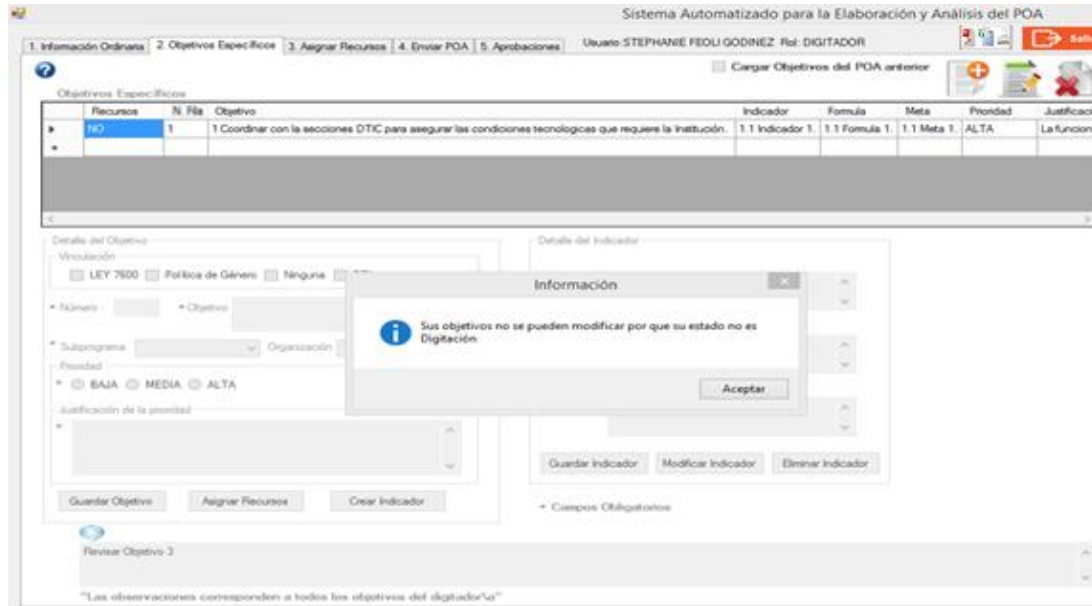 Sistema Automatizado para la Elaboración y Análisis del POA
1. Información Ordinaria 2. Objetivos Específicos 3. Asignar Recursos 4. Enviar POA 5. Aprobaciones Usuario: STEPHANIE FEOLI GODINEZ Rol: DIGITADOR Salir
Cargar Objetivos del POA anterior
Objetivos Específicos
Recursos N. Fila Objetivo Indicador Formula Meta Prioridad Justificac
NO 1 1 Coordinar con la secciones DTIC para asegurar las condiciones tecnologicas que requiere la Institución. 1.1 Indicador 1. 1.1 Formula 1. 1.1 Meta 1. ALTA La funcion
Detalle del Objetivo
Detalle del Indicador
Vinculación
LEY 7600 Política de Género Ninguna
* Número * Objetivo
* Subprograma Organización
Prioridad
* BAJA MEDIA ALTA
Justificación de la prioridad
*
Información
Sus objetivos no se pueden modificar por que su estado no es
Digitación
Aceptar
Guardar Indicador Modificar Indicador Eliminar Indicador
Guardar Objetivo Asignar Recursos Crear Indicador
* Campos Obligatorios
Revisar Objetivo 3
"Las observaciones corresponden a todos los objetivos del digitador\a"